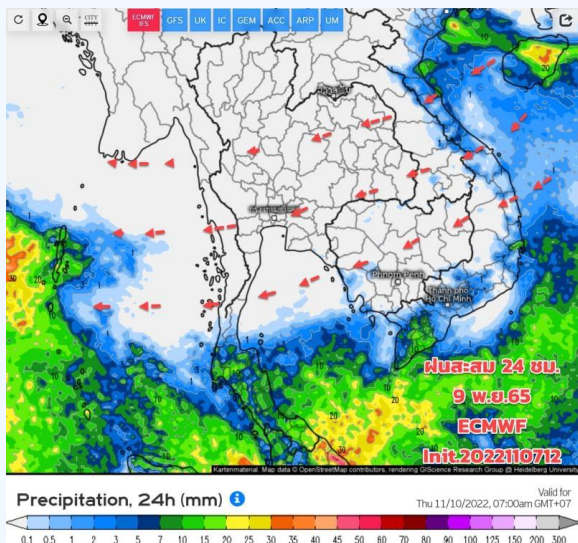 CITY
CITY
ECMWF
IFS
GFS
UK
IC
GEM
ACC
ARP
UM
Phnom Penh
Thành phố
Hồ Chí Minh
ฝนสะสม 24 ชม.
9 พ.ย.65
ECMWF
Init.2022110712
Kartenmaterial Map data © OpenStreetMap contributors, rendering GIScience Research Group @ Heidelberg University
Precipitation, 24h (mm)
Valid for
Thu 11/10/2022, 07:00am GMT+07
0.1 0.5 1 2 3 5 7 10 15 20 25 30 35 40 45 50 60 70 80 90 100 125 150 200 300